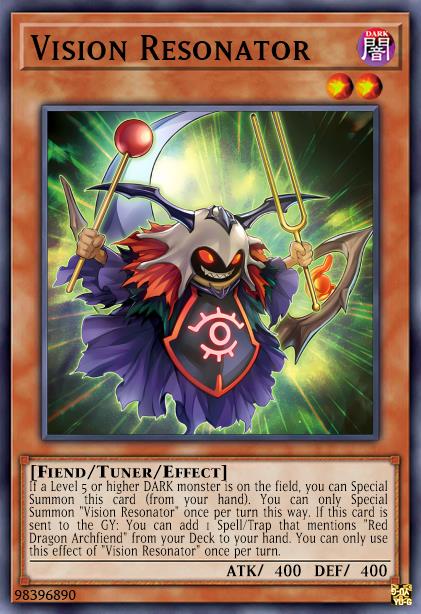 Vision Resonator
DARK
闇
[Fiend/Tuner/Effect]
If a Level 5 or higher DARK monster is on the field, you can Special
Summon this card (from your hand). You can only Special
Summon "Vision Resonator" once per turn this way. If this card is
sent to the GY: You can add 1 Spell/Trap that mentions "Red
Dragon Archfiend" from your Deck to your hand. You can only use
this effect of "Vision Resonator" once per turn.
ATK/ 400 DEF/ 400
98396890